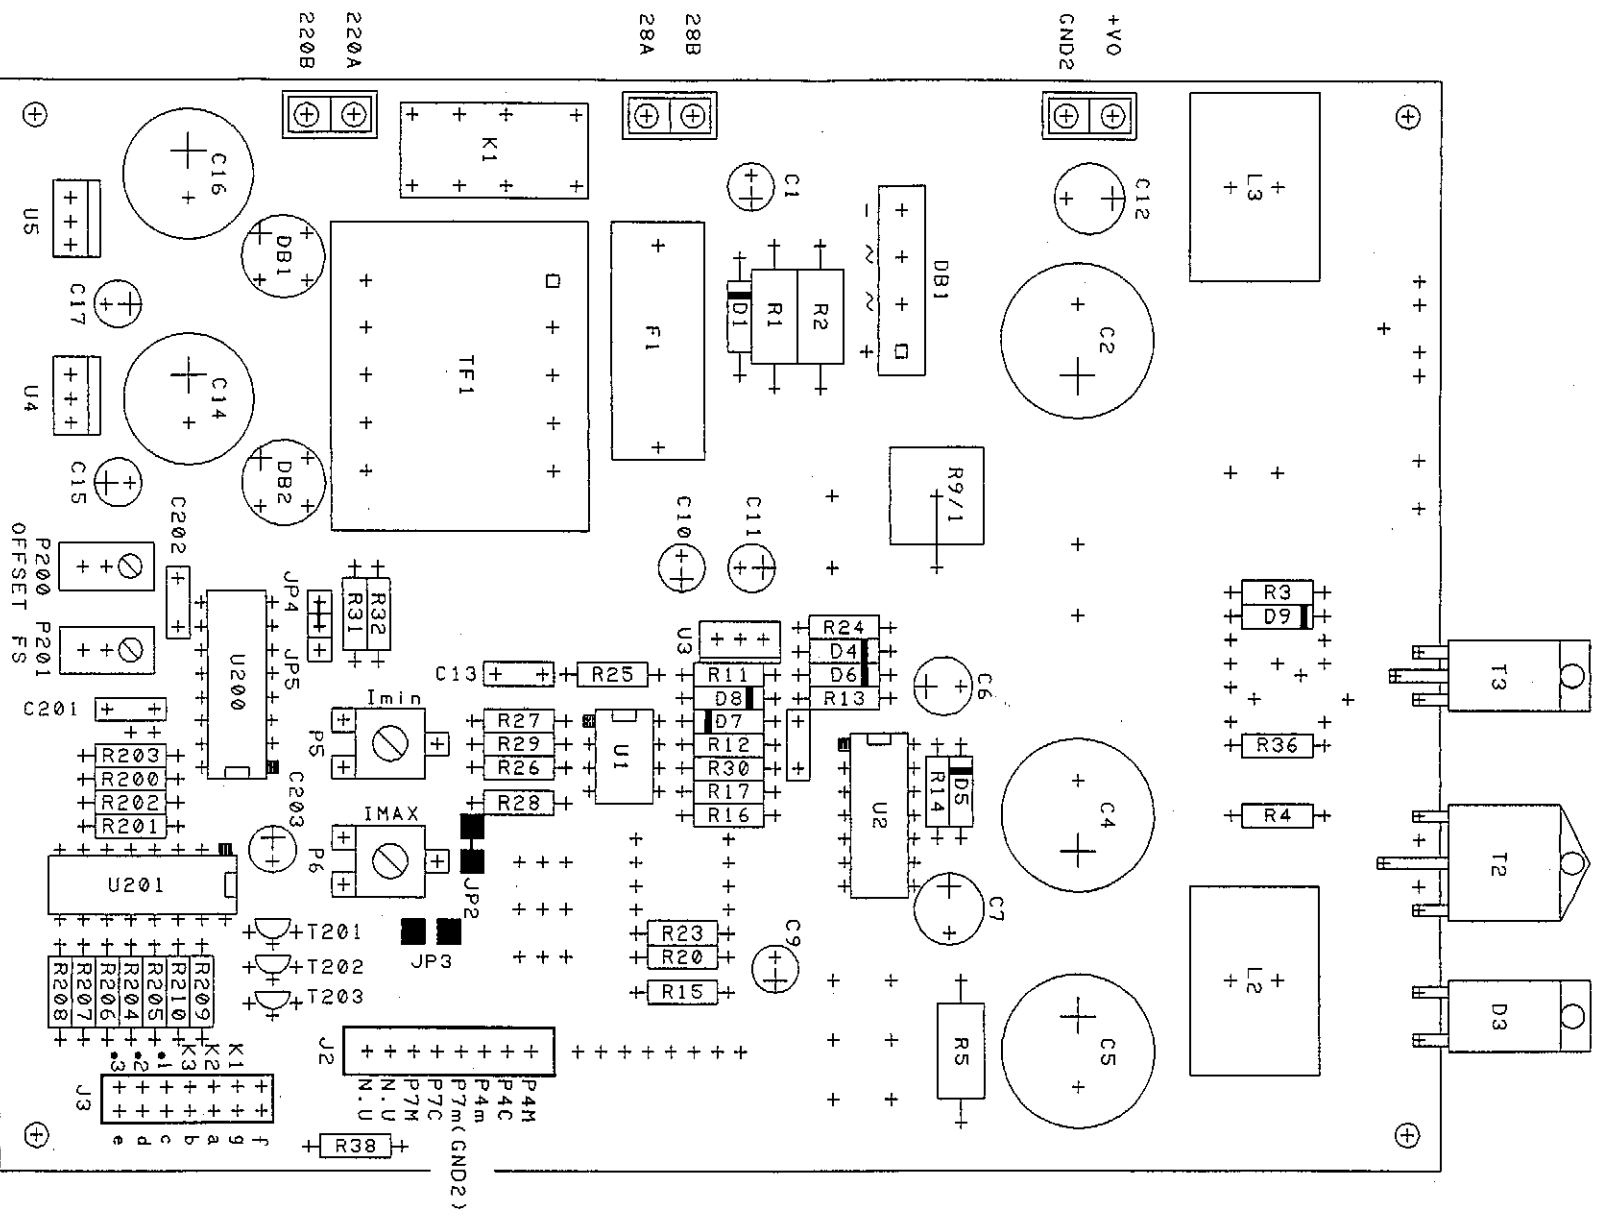 220B
220A
28A
28B
GND2
+VO
C16
K1
C1
C12
L3
U5
DB1
DB1
C17
D1
R1
R2
F1
C2
TF1
U4
C14
C15
DB2
R9/1
C202
C10
C11
P200
OFFSET
P201
FS
JP4
JP5
R31
R32
U200
U3
R24
D4
D6
R13
R3
D9
C13
R25
R11
D8
D7
R12
R30
R17
R16
C6
T3
C201
Imin
P5
R27
R29
R26
R28
U1
R203
R200
R202
R201
C203
IMAX
P6
JP2
U2
R14
D5
R36
R4
C4
T2
U201
T201
T202
T203
JP3
R23
R20
R15
C9
C7
L2
D3
R208
R207
R206
R204
R205
R210
R209
R5
C5
J2
N.U
N.U
P7M
P7C
P7m(GND2)
P4m
P4C
P4M
J3
•3
•2
•1
K3
K2
K1
e
d
c
b
a
g
f
R38